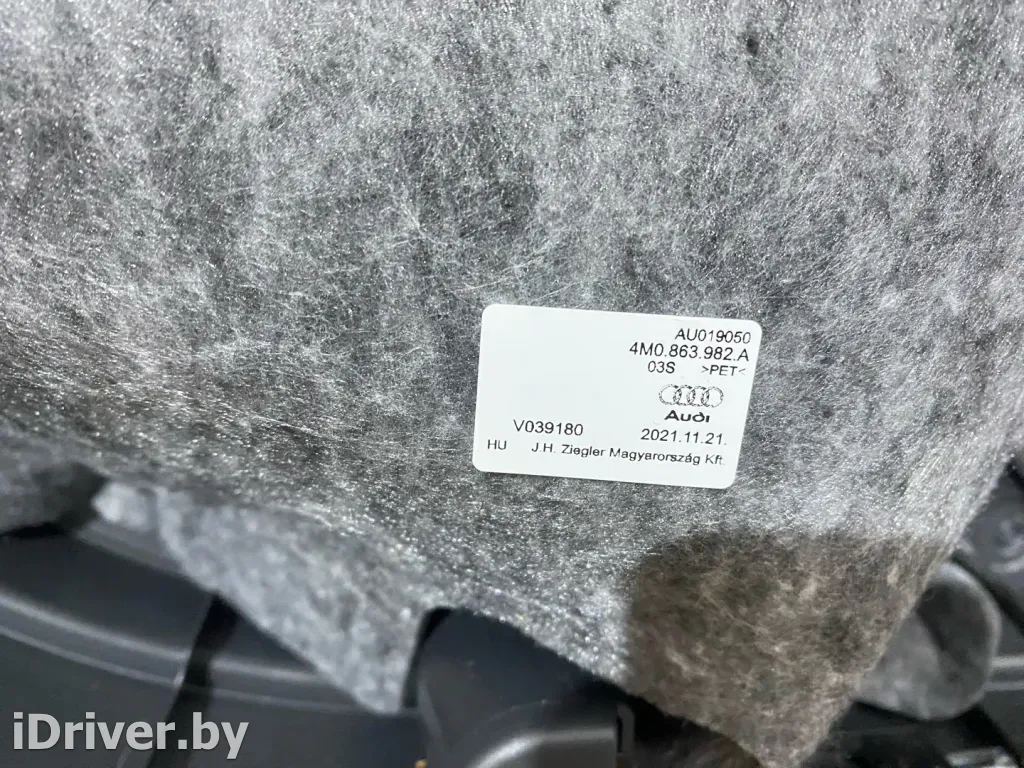 AU019050
4M0.863.982.A
03S >PET<
Audi
V039180 2021.11.21.
HU J.H. Ziegler Magyarország Kft.
iDriver.by